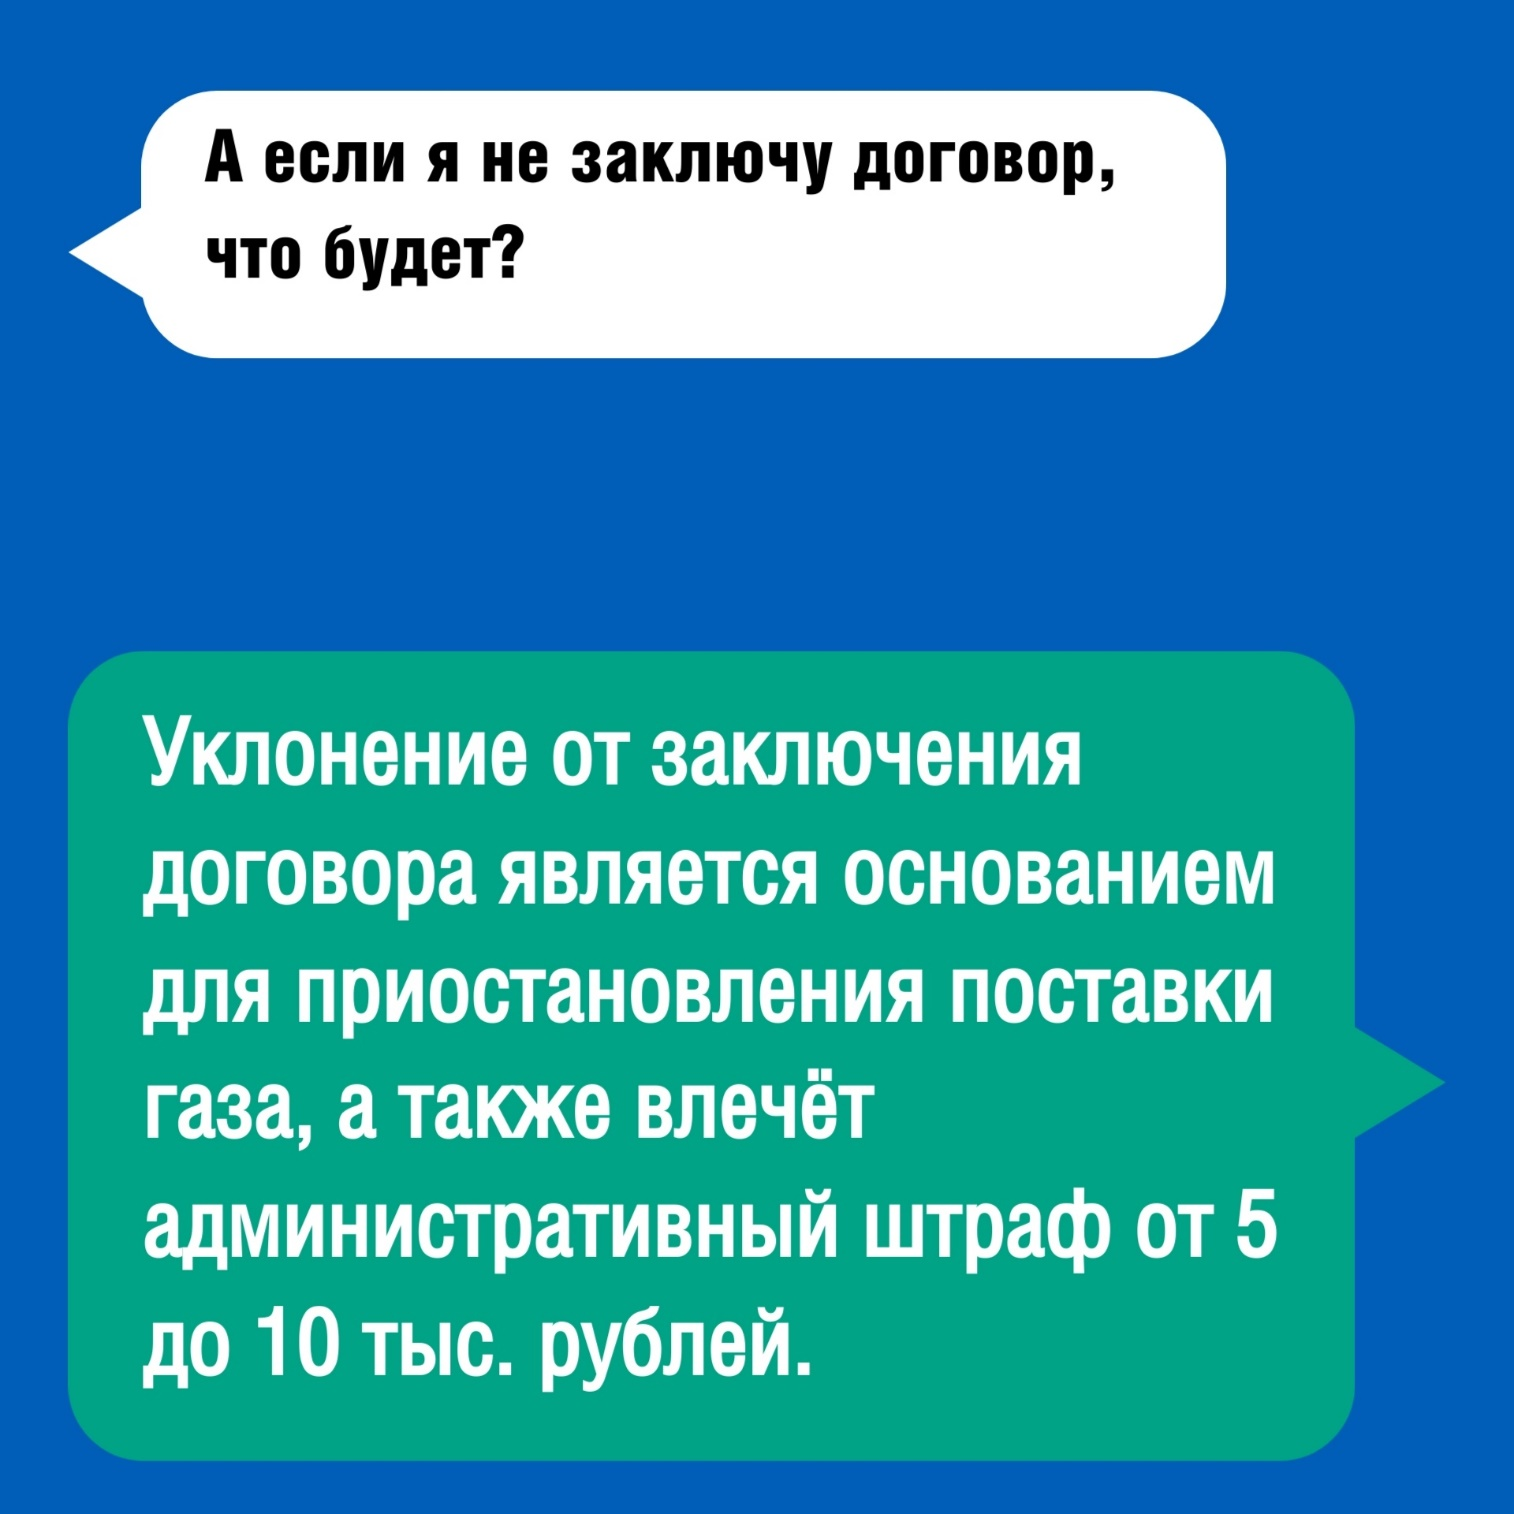 А если я не заключу договор,
что будет?
Уклонение от заключения
договора является основанием
для приостановления поставки
газа, а также влечёт
административный штраф от 5
до 10 тыс. рублей.